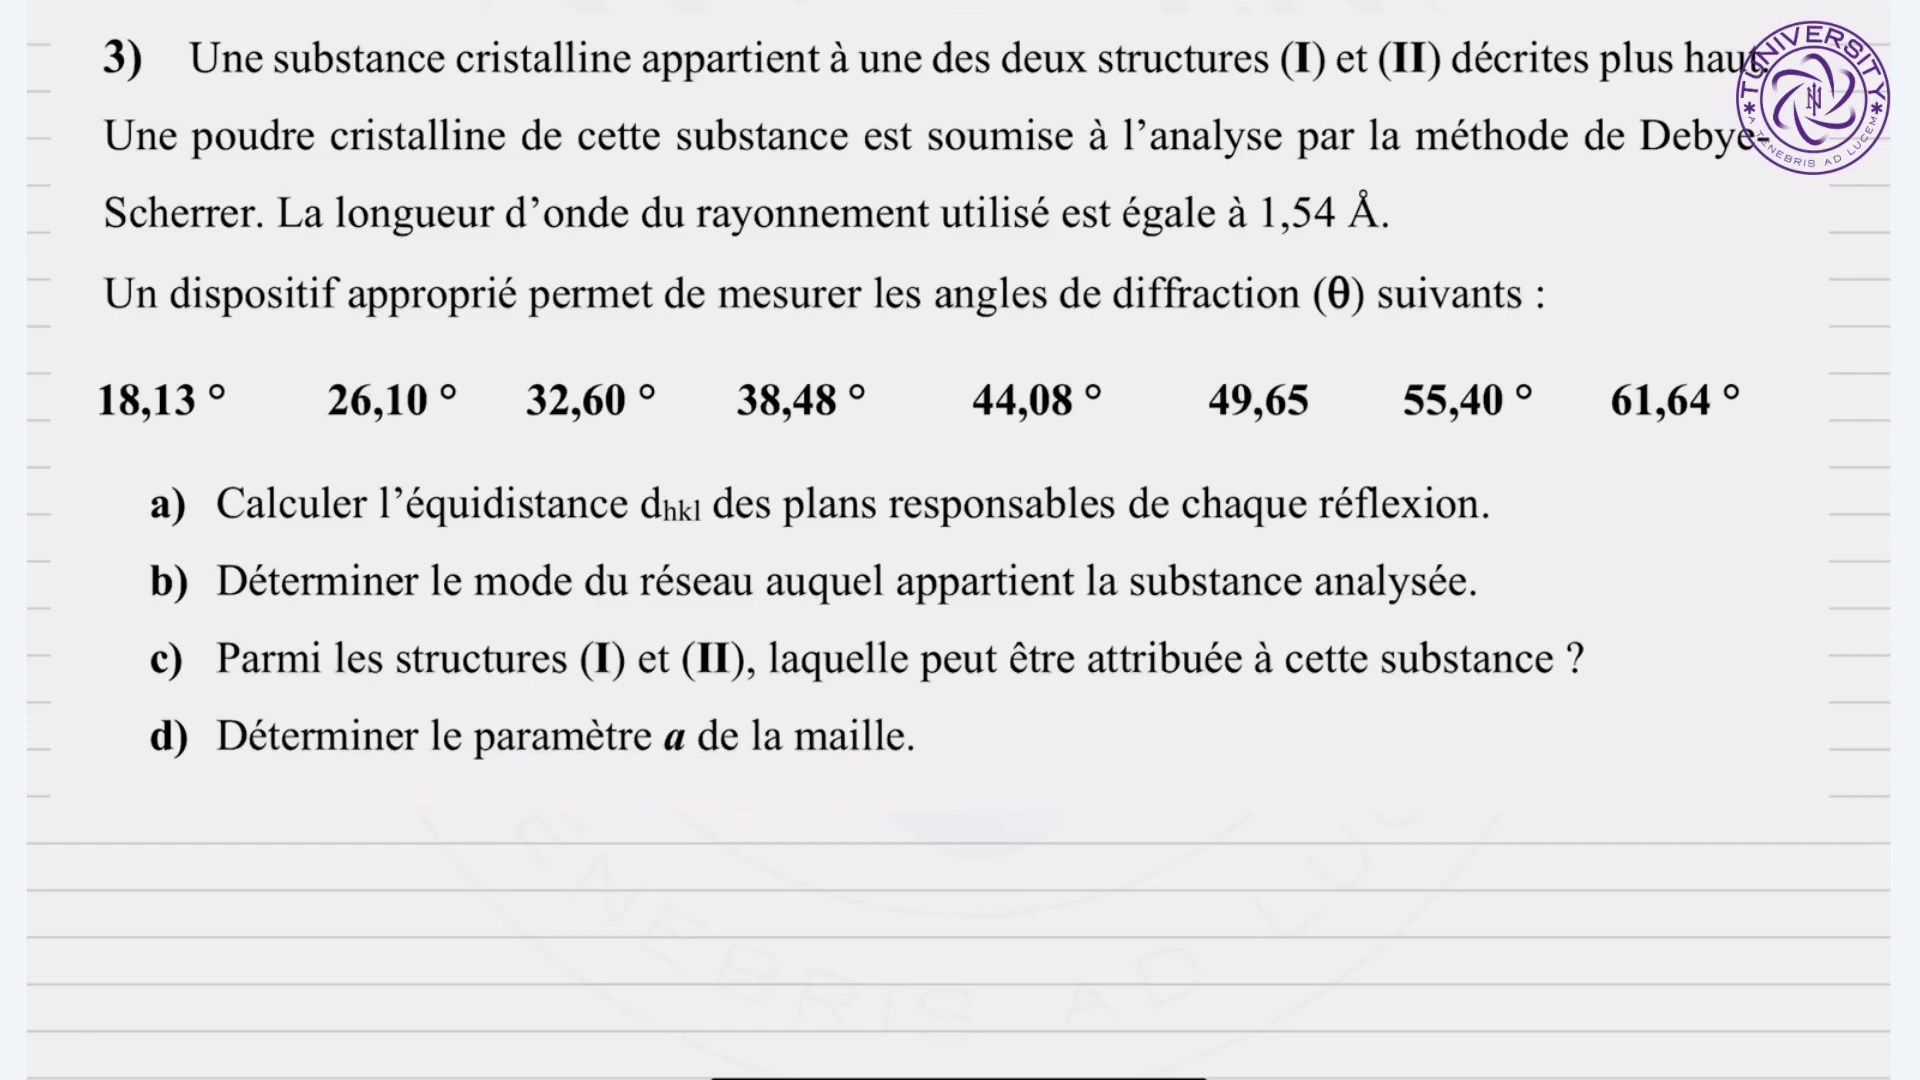 3) Une substance cristalline appartient à une des deux structures (I) et (II) décrites plus haut.
Une poudre cristalline de cette substance est soumise à l’analyse par la méthode de Debye-
Scherrer. La longueur d’onde du rayonnement utilisé est égale à 1,54 Å.
Un dispositif approprié permet de mesurer les angles de diffraction (θ) suivants :
18,13 ° 26,10 ° 32,60 ° 38,48 ° 44,08 ° 49,65 55,40 ° 61,64 °
a) Calculer l’équidistance dhkl des plans responsables de chaque réflexion.
b) Déterminer le mode du réseau auquel appartient la substance analysée.
c) Parmi les structures (I) et (II), laquelle peut être attribuée à cette substance ?
d) Déterminer le paramètre a de la maille.
TUNIVERSITY
A TENEBRIS AD LUCEM